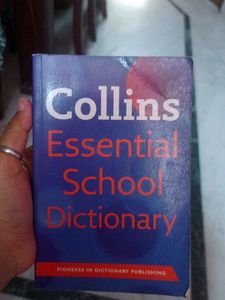 Collins
Essential
School
Dictionary
PIONEERS IN DICTIONARY PUBLISHING